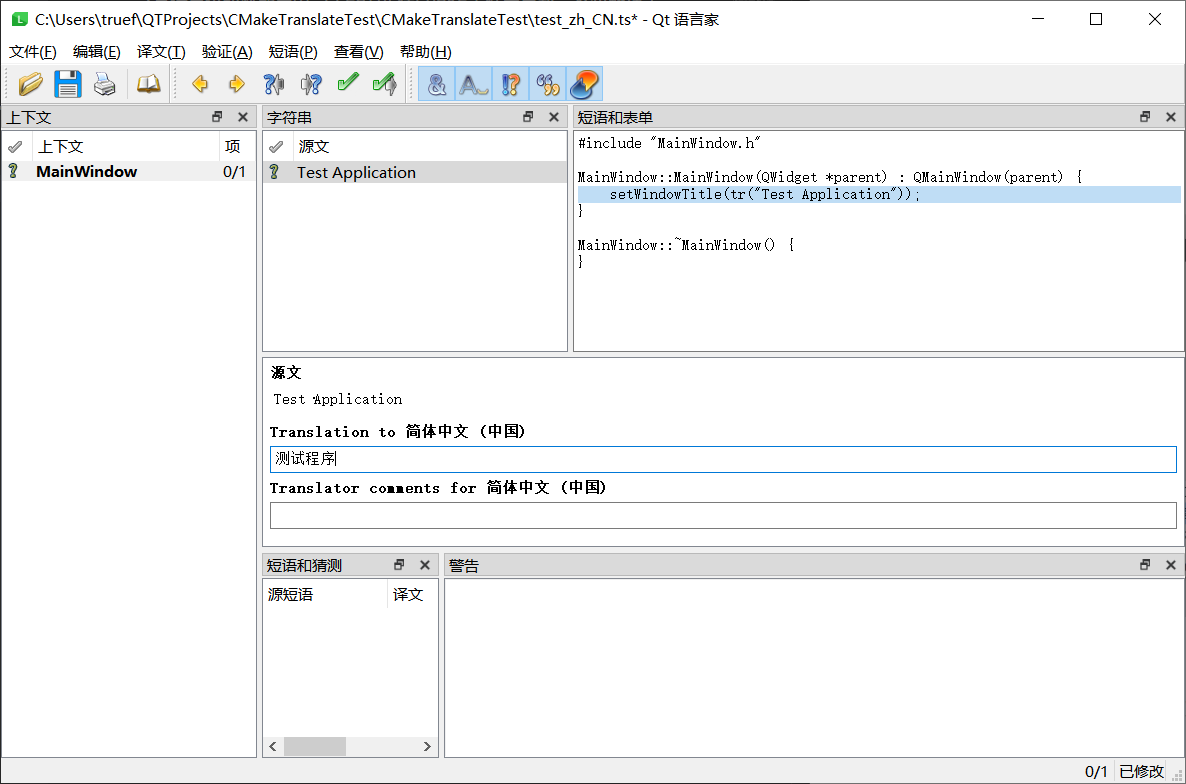 C:\Users\truef\QTProjects\CMakeTranslateTest\CMakeTranslateTest\test_zh_CN.ts* - Qt 语言家
文件(F) 编辑(E) 译文(T) 验证(A) 短语(P) 查看(V) 帮助(H)
上下文
上下文 项
MainWindow 0/1
字符串
源文
Test Application
短语和表单
#include "MainWindow.h"
MainWindow::MainWindow(QWidget *parent) : QMainWindow(parent) {
    setWindowTitle(tr("Test Application"));
}
MainWindow::~MainWindow() {
}
源文
Test Application
Translation to 简体中文 (中国)
测试程序
Translator comments for 简体中文 (中国)
短语和猜测
源短语 译文
警告
0/1 已修改